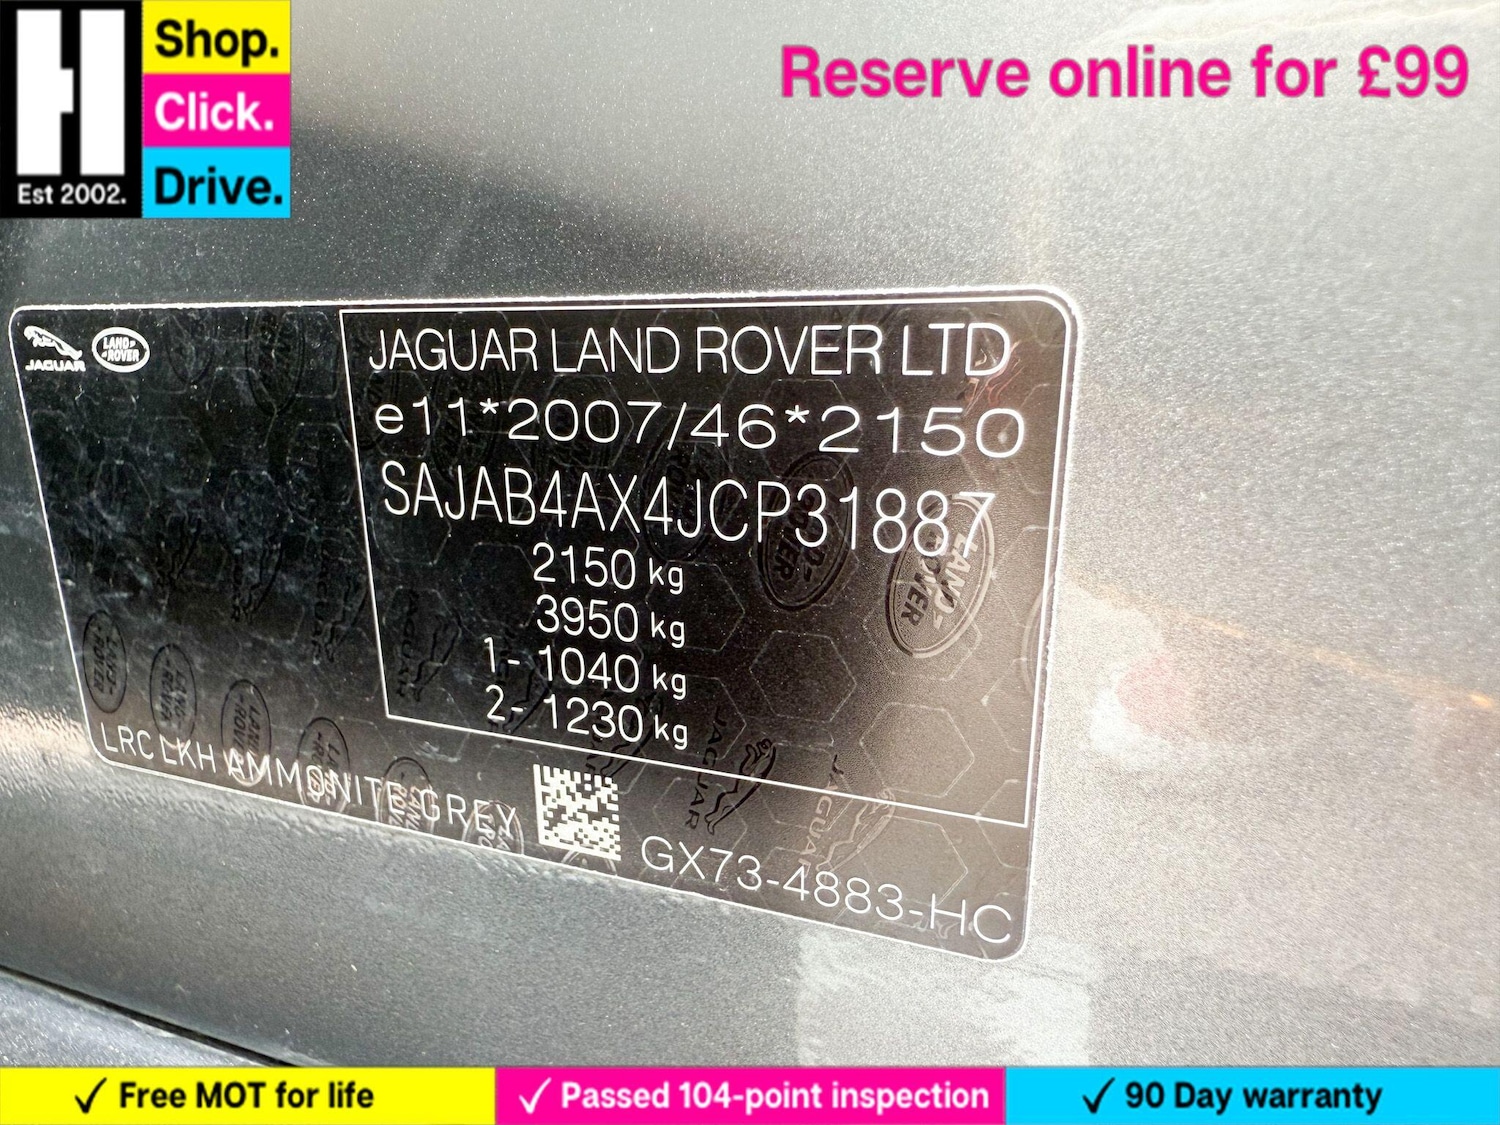 Est 2002.
Shop.
Click.
Drive.
Reserve online for £99
JAGUAR
LAND-
-ROVER
JAGUAR LAND ROVER LTD
e11*2007/46*2150
SAJAB4AX4JCP31887
2150 kg
3950 kg
1- 1040 kg
2- 1230 kg
LRC LKH AMMONITE GREY
GX73-4883-HC
Free MOT for life
Passed 104-point inspection
90 Day warranty